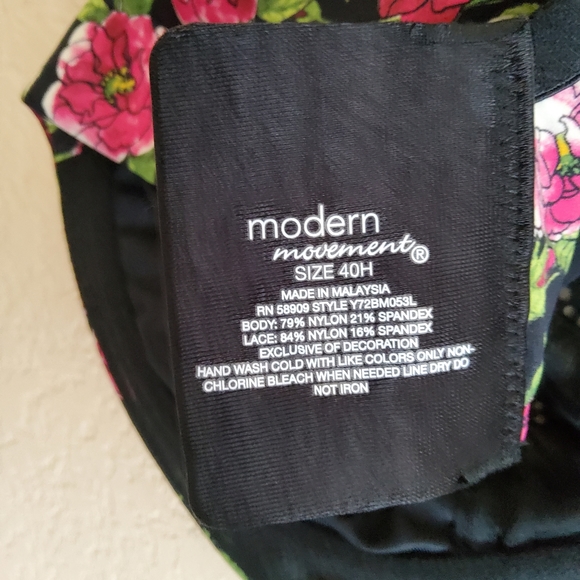 modern
movement®
SIZE 40H
MADE IN MALAYSIA
RN 58909 STYLE Y72BM053L
BODY: 79% NYLON 21% SPANDEX
LACE: 84% NYLON 16% SPANDEX
EXCLUSIVE OF DECORATION
HAND WASH COLD WITH LIKE COLORS ONLY NON-
CHLORINE BLEACH WHEN NEEDED LINE DRY DO
NOT IRON